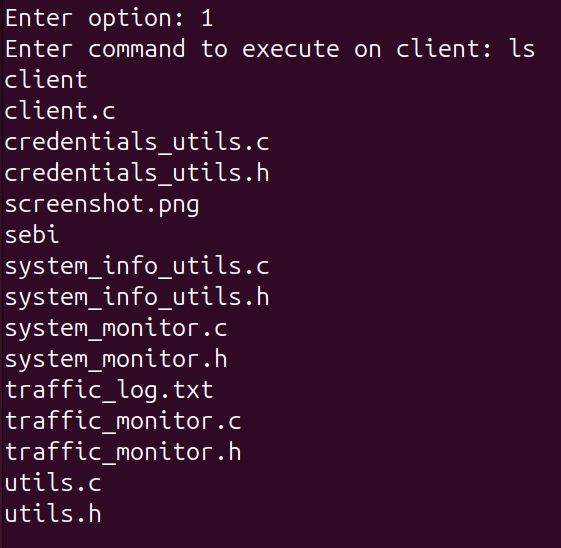 Enter option: 1
Enter command to execute on client: ls
client
client.c
credentials_utils.c
credentials_utils.h
screenshot.png
sebi
system_info_utils.c
system_info_utils.h
system_monitor.c
system_monitor.h
traffic_log.txt
traffic_monitor.c
traffic_monitor.h
utils.c
utils.h